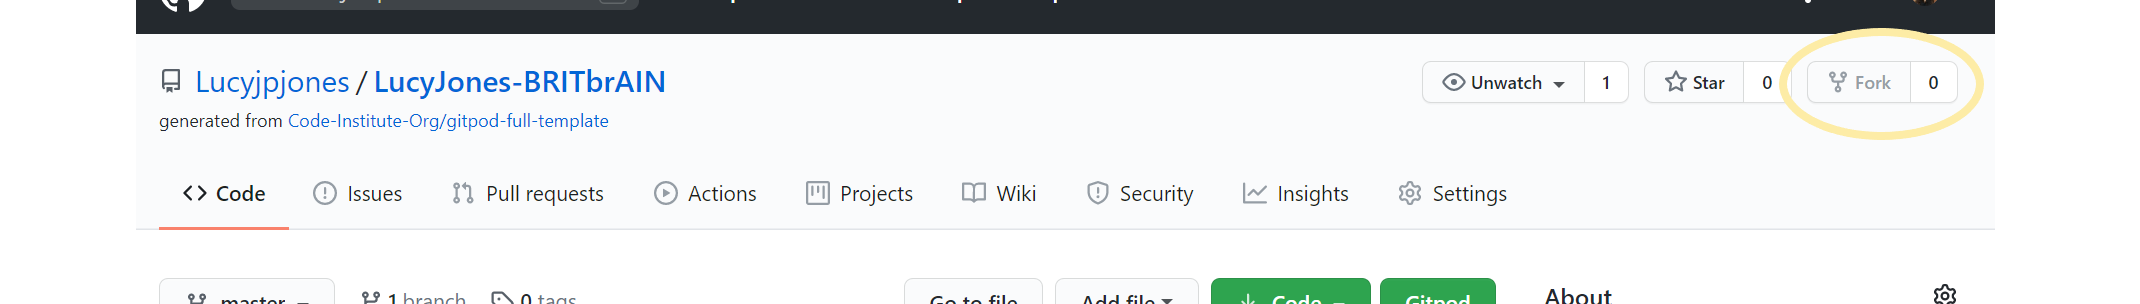 Lucyjpjones / LucyJones-BRITbrAIN
Unwatch 1
Star 0
Fork 0
generated from Code-Institute-Org/gitpod-full-template
Code
Issues
Pull requests
Actions
Projects
Wiki
Security
Insights
Settings
master
1 branch
0 tags
Go to file
Add file
Code
Gitpod
About